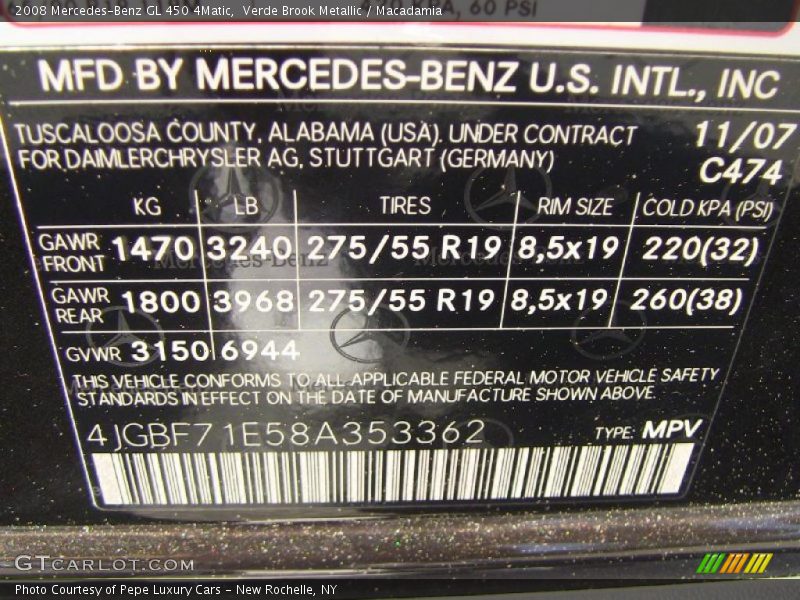 2008 Mercedes-Benz GL 450 4Matic, Verde Brook Metallic / Macadamia
60 PSI
MFD BY MERCEDES-BENZ U.S. INTL., INC
TUSCALOOSA COUNTY, ALABAMA (USA). UNDER CONTRACT 11/07
FOR DAIMLERCHRYSLER AG, STUTTGART (GERMANY) C474
KG LB TIRES RIM SIZE COLD KPA (PSI)
GAWR FRONT 1470 3240 275/55 R19 8,5x19 220(32)
GAWR REAR 1800 3968 275/55 R19 8,5x19 260(38)
GVWR 3150 6944
THIS VEHICLE CONFORMS TO ALL APPLICABLE FEDERAL MOTOR VEHICLE SAFETY
STANDARDS IN EFFECT ON THE DATE OF MANUFACTURE SHOWN ABOVE.
4JGBF71E58A353362 TYPE: MPV
GTCARLOT.COM
Photo Courtesy of Pepe Luxury Cars - New Rochelle, NY